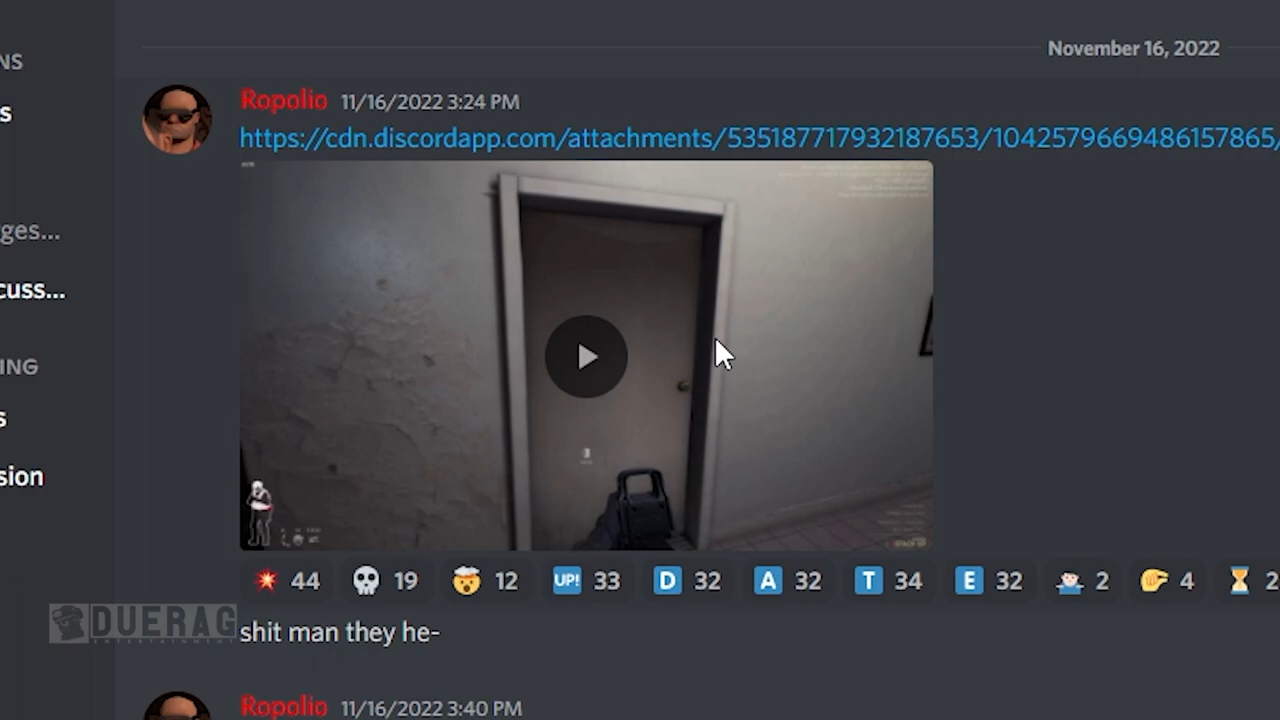 NS
November 16, 2022
s
Ropolio 11/16/2022 3:24 PM
https://cdn.discordapp.com/attachments/535187717932187653/1042579669486157865/
ges...
cuss...
ING
s
sion
44 19 12 UP! 33 D 32 A 32 T 34 E 32 2 4 2
DUERAG
ENTERTAINMENT
shit man they he-
Ropolio 11/16/2022 3:40 PM